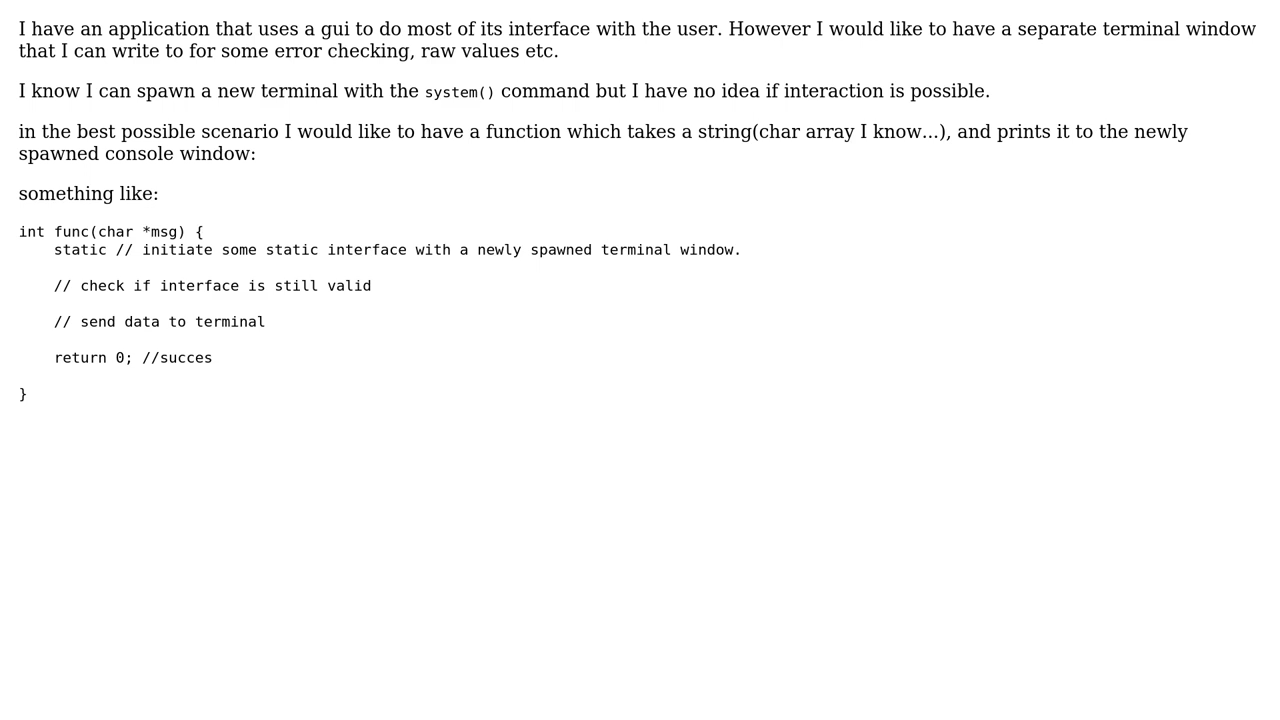 I have an application that uses a gui to do most of its interface with the user. However I would like to have a separate terminal window
that I can write to for some error checking, raw values etc.
I know I can spawn a new terminal with the system() command but I have no idea if interaction is possible.
in the best possible scenario I would like to have a function which takes a string(char array I know...), and prints it to the newly
spawned console window:
something like:
int func(char *msg) {
    static // initiate some static interface with a newly spawned terminal window.
    // check if interface is still valid
    // send data to terminal
    return 0; //succes
}